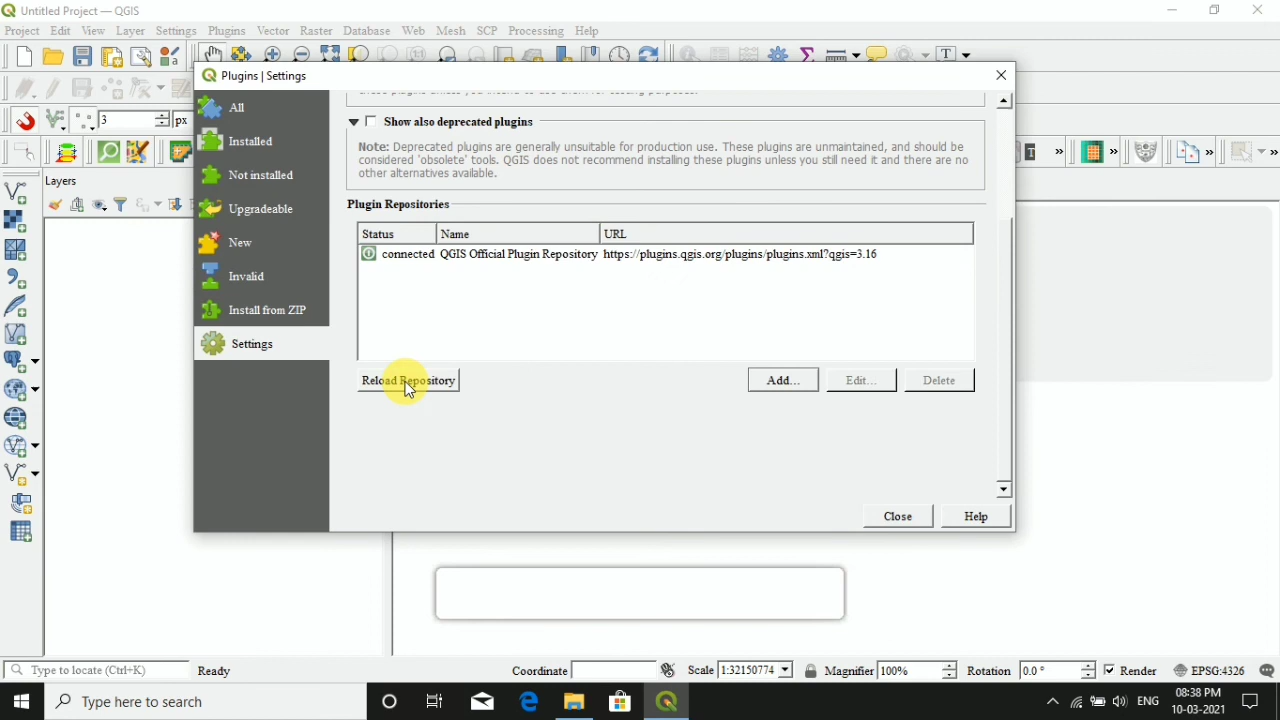 Untitled Project — QGIS
Project Edit View Layer Settings Plugins Vector Raster Database Web Mesh SCP Processing Help
Plugins | Settings
All
Installed
Not installed
Upgradeable
New
Invalid
Install from ZIP
Settings
3 px
Layers
Show also deprecated plugins
Note: Deprecated plugins are generally unsuitable for production use. These plugins are unmaintained, and should be
considered 'obsolete' tools. QGIS does not recommend installing these plugins unless you still need it and there are no
other alternatives available.
Plugin Repositories
Status Name URL
connected QGIS Official Plugin Repository https://plugins.qgis.org/plugins/plugins.xml?qgis=3.16
Reload Repository Add... Edit... Delete
Close Help
Type to locate (Ctrl+K) Ready Coordinate Scale 1:32150774 Magnifier 100% Rotation 0.0 ° Render EPSG:4326
Type here to search ENG 08:38 PM
10-03-2021